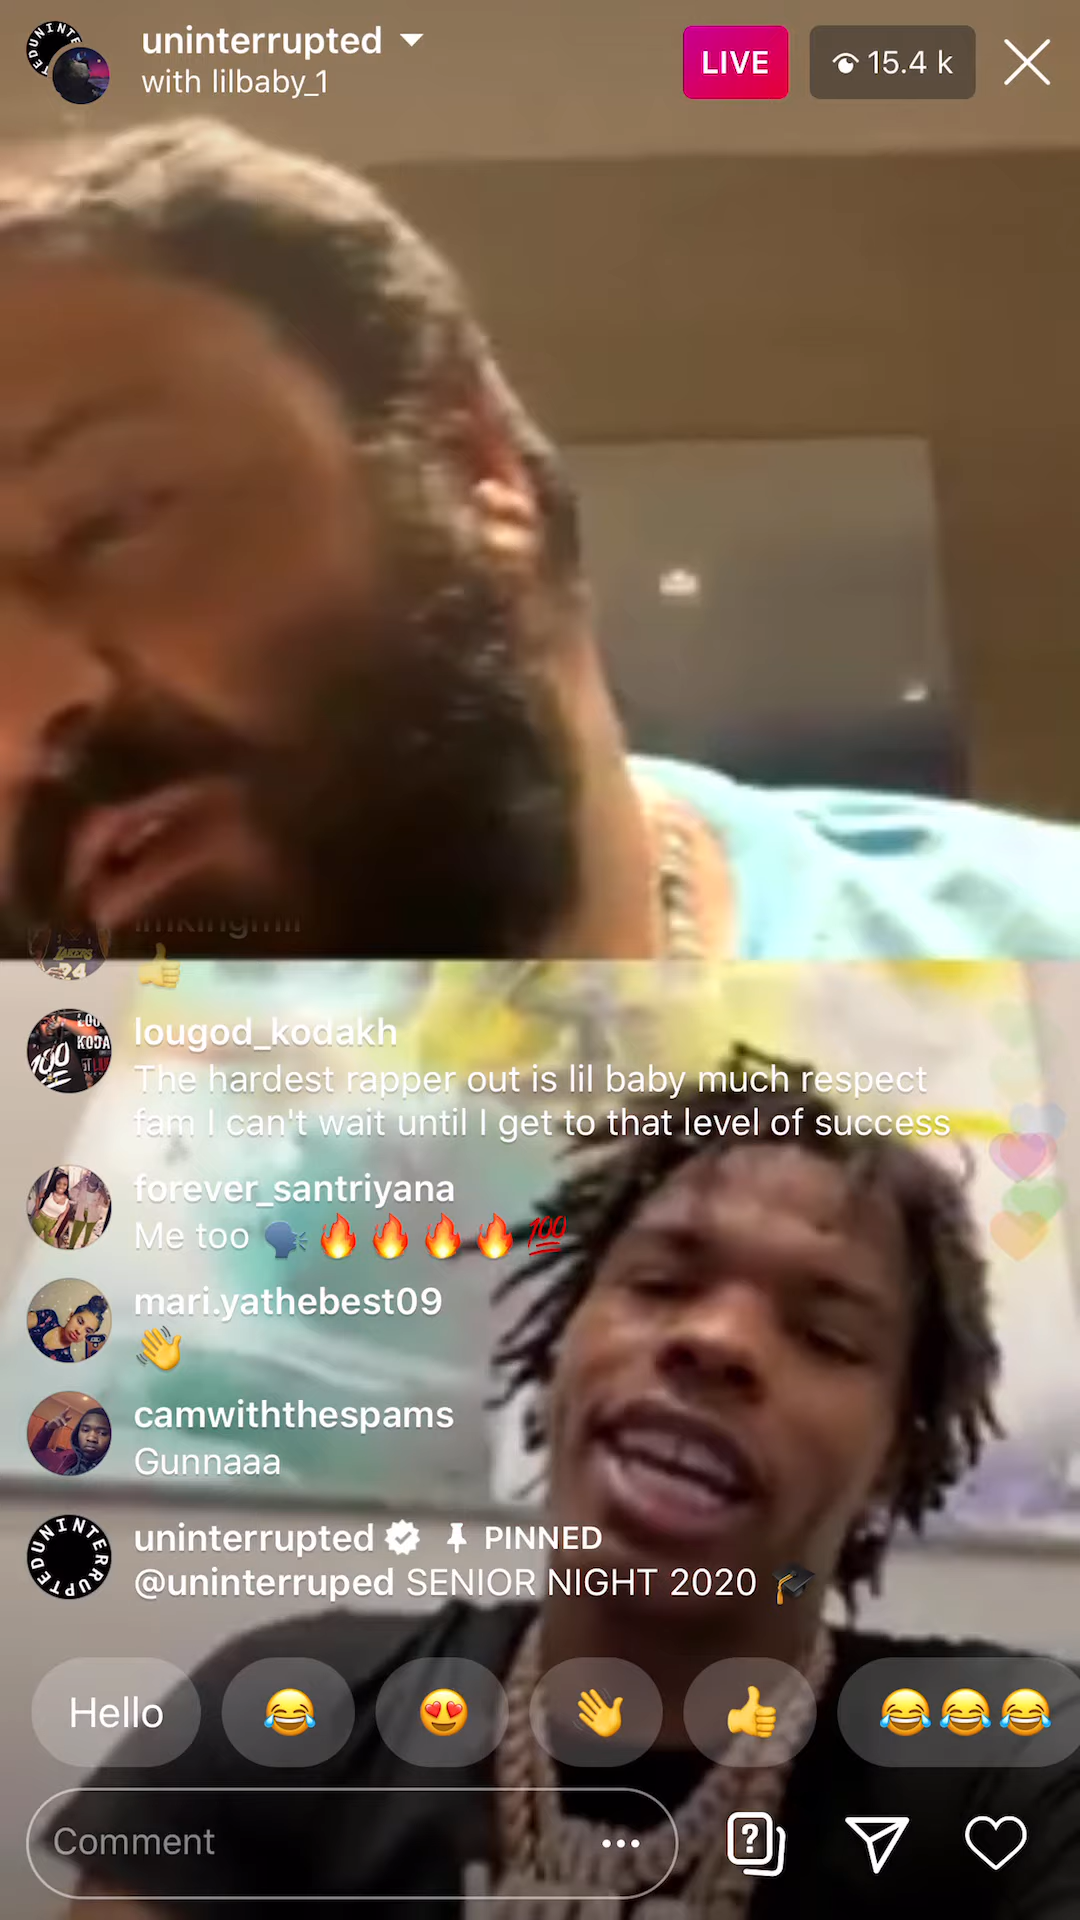 uninterrupted
with lilbaby_1
LIVE
15.4 k
lougod_kodakh
The hardest rapper out is lil baby much respect
fam I can't wait until I get to that level of success
forever_santriyana
Me too 🗣️🔥🔥🔥🔥💯
mari.yathebest09
👋
camwiththespams
Gunnaaa
uninterrupted PINNED
@uninterruped SENIOR NIGHT 2020 🎓
Hello 😂 😍 👋 👍 😂😂😂
Comment